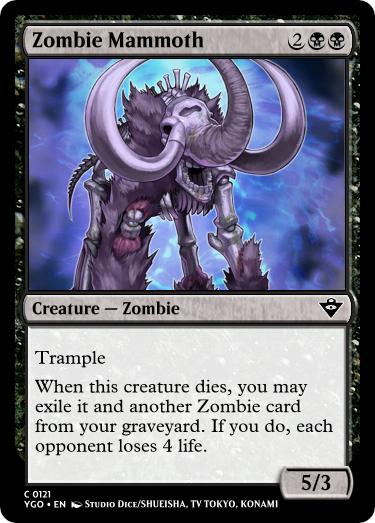 Zombie Mammoth 2
Creature — Zombie
Trample
When this creature dies, you may
exile it and another Zombie card
from your graveyard. If you do, each
opponent loses 4 life.
5/3
C 0121
YGO • EN Studio Dice/SHUEISHA, TV TOKYO, KONAMI